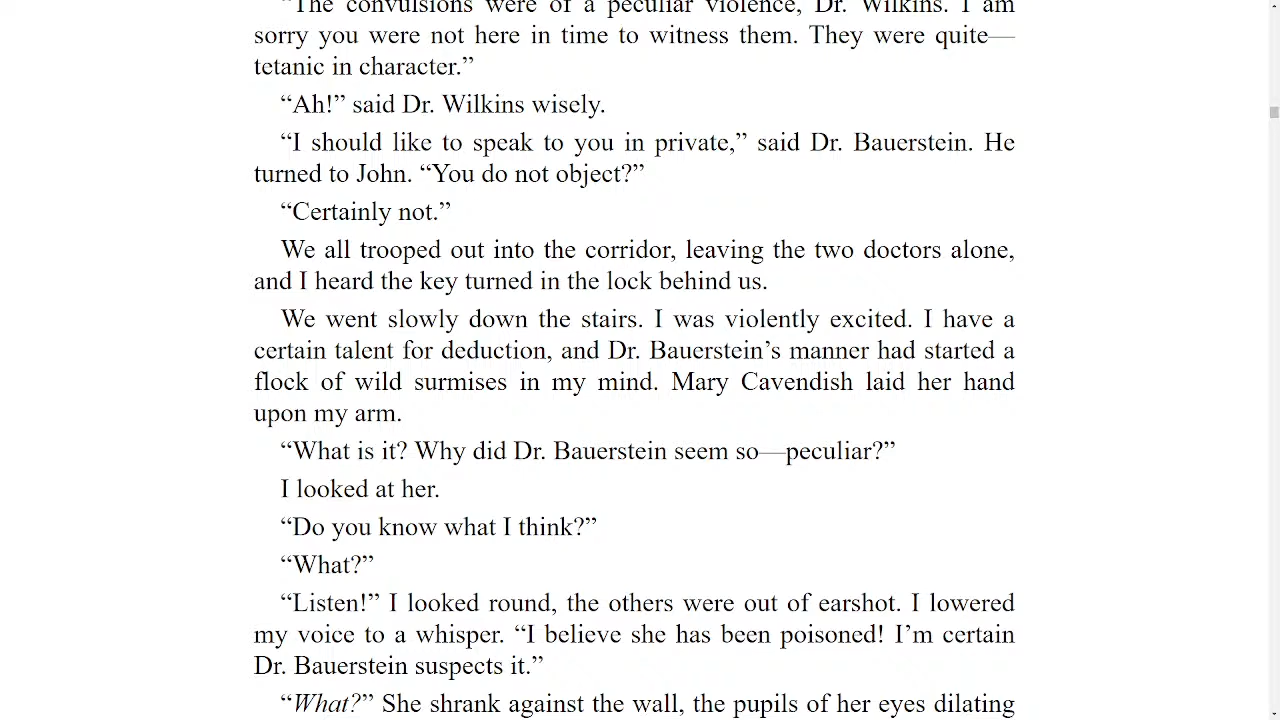 “The convulsions were of a peculiar violence, Dr. Wilkins. I am
sorry you were not here in time to witness them. They were quite—
tetanic in character.”
“Ah!” said Dr. Wilkins wisely.
“I should like to speak to you in private,” said Dr. Bauerstein. He
turned to John. “You do not object?”
“Certainly not.”
We all trooped out into the corridor, leaving the two doctors alone,
and I heard the key turned in the lock behind us.
We went slowly down the stairs. I was violently excited. I have a
certain talent for deduction, and Dr. Bauerstein’s manner had started a
flock of wild surmises in my mind. Mary Cavendish laid her hand
upon my arm.
“What is it? Why did Dr. Bauerstein seem so—peculiar?”
I looked at her.
“Do you know what I think?”
“What?”
“Listen!” I looked round, the others were out of earshot. I lowered
my voice to a whisper. “I believe she has been poisoned! I’m certain
Dr. Bauerstein suspects it.”
“What?” She shrank against the wall, the pupils of her eyes dilating